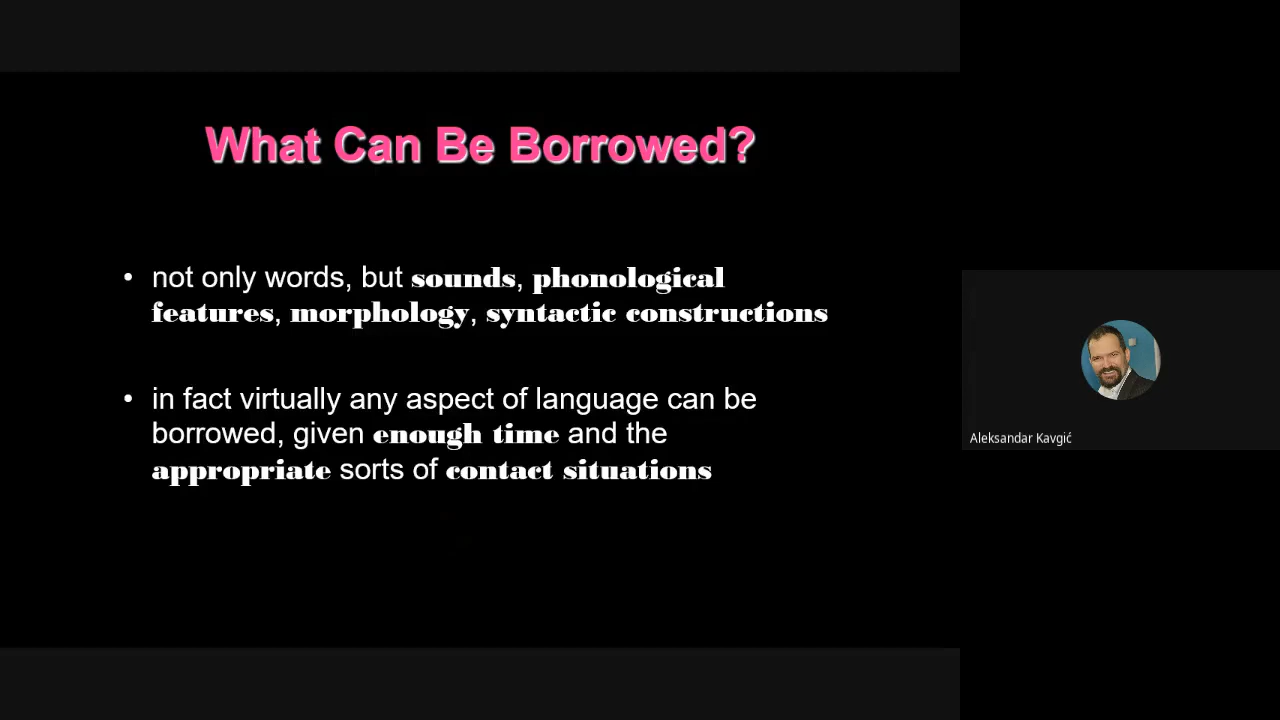 What Can Be Borrowed?
• not only words, but sounds, phonological
features, morphology, syntactic constructions
• in fact virtually any aspect of language can be
borrowed, given enough time and the
appropriate sorts of contact situations
Aleksandar Kavgić